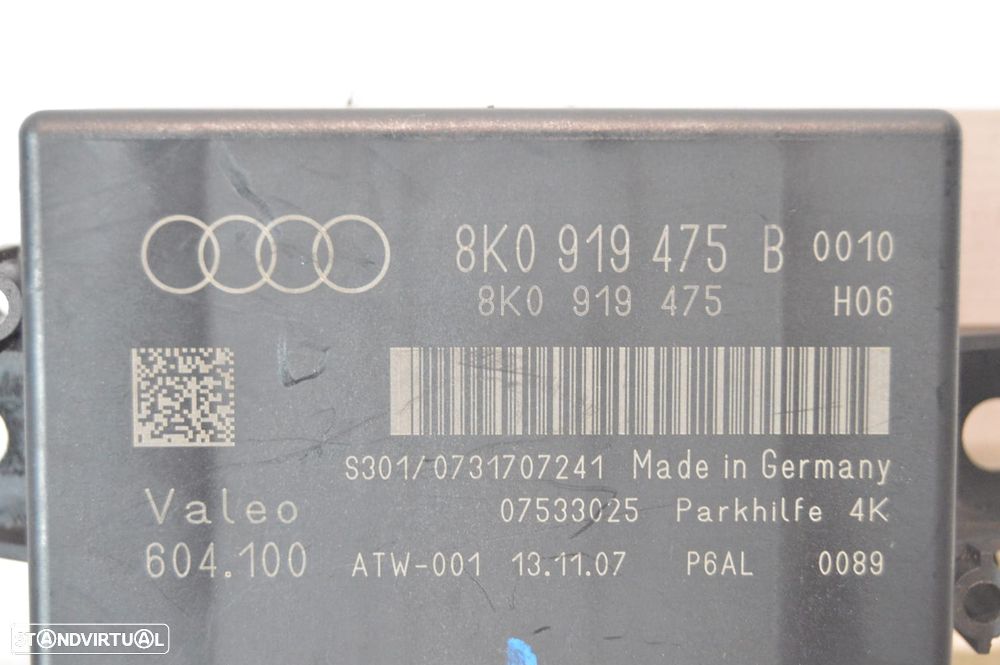 8K0 919 475 B 0010
8K0 919 475 H06
S301/0731707241 Made in Germany
Valeo 07533025 Parkhilfe 4K
604.100 ATW-001 13.11.07 P6AL 0089
STANDVIRTUAL